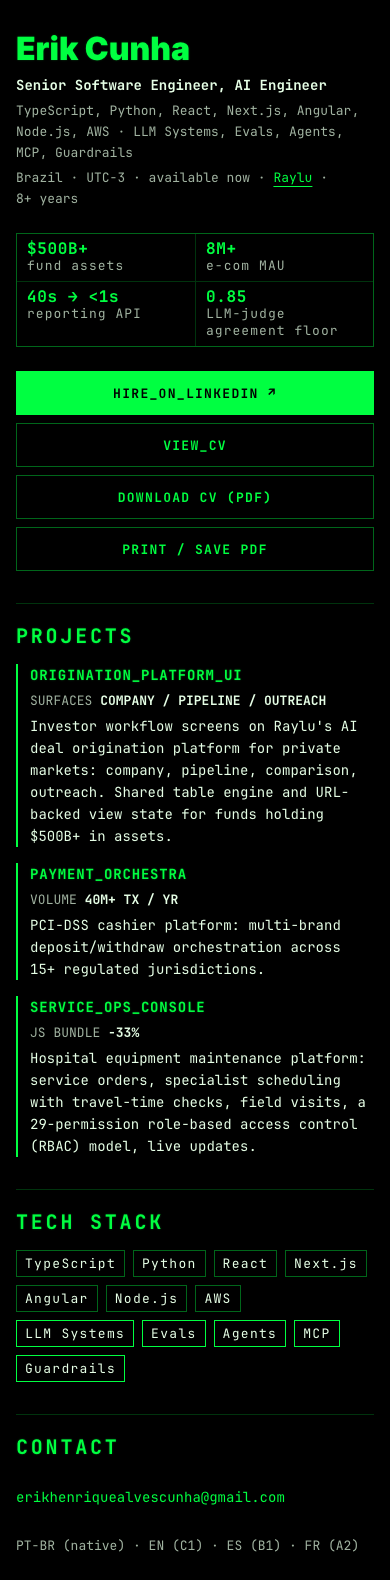 Erik Cunha
Senior Software Engineer, AI Engineer
TypeScript, Python, React, Next.js, Angular,
Node.js, AWS · LLM Systems, Evals, Agents,
MCP, Guardrails
Brazil · UTC-3 · available now · Raylu ·
8+ years
$500B+
fund assets
8M+
e-com MAU
40s → <1s
reporting API
0.85
LLM-judge
agreement floor
HIRE_ON_LINKEDIN ↗
VIEW_CV
DOWNLOAD CV (PDF)
PRINT / SAVE PDF
PROJECTS
ORIGINATION_PLATFORM_UI
SURFACES COMPANY / PIPELINE / OUTREACH
Investor workflow screens on Raylu's AI
deal origination platform for private
markets: company, pipeline, comparison,
outreach. Shared table engine and URL-
backed view state for funds holding
$500B+ in assets.
PAYMENT_ORCHESTRA
VOLUME 40M+ TX / YR
PCI-DSS cashier platform: multi-brand
deposit/withdraw orchestration across
15+ regulated jurisdictions.
SERVICE_OPS_CONSOLE
JS BUNDLE -33%
Hospital equipment maintenance platform:
service orders, specialist scheduling
with travel-time checks, field visits, a
29-permission role-based access control
(RBAC) model, live updates.
TECH STACK
TypeScript Python React Next.js
Angular Node.js AWS
LLM Systems Evals Agents MCP
Guardrails
CONTACT
erikhenriquealvescunha@gmail.com
PT-BR (native) · EN (C1) · ES (B1) · FR (A2)